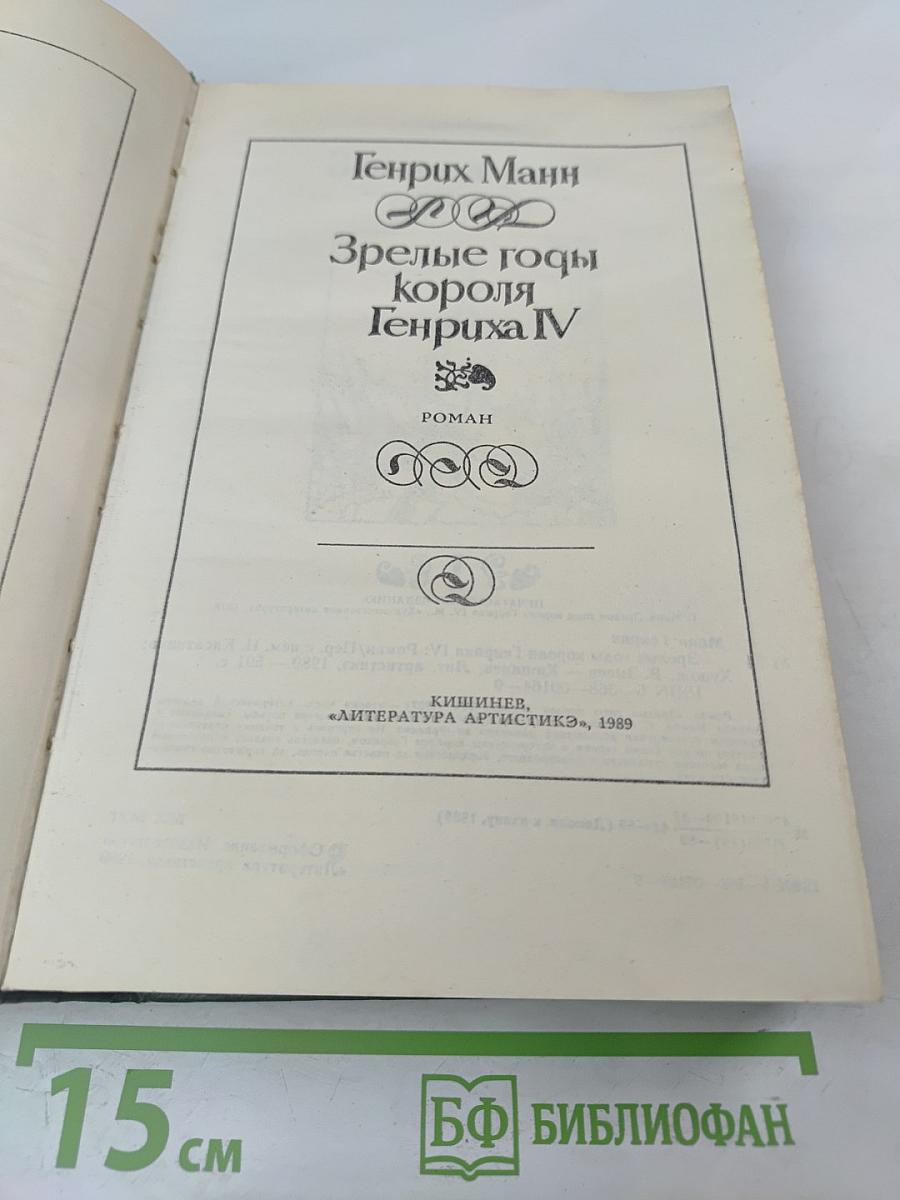 Генрих Манн
Зрелые годы
короля
Генриха IV
РОМАН
КИШИНЕВ,
«ЛИТЕРАТУРА АРТИСТИКЭ», 1989
15 см
БФ БИБЛИОФАН